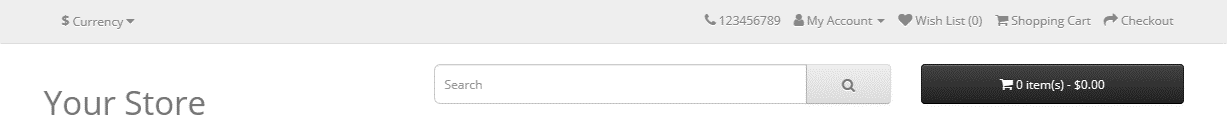 $ Currency
123456789 My Account Wish List (0) Shopping Cart Checkout
Your Store
Search
0 item(s) - $0.00